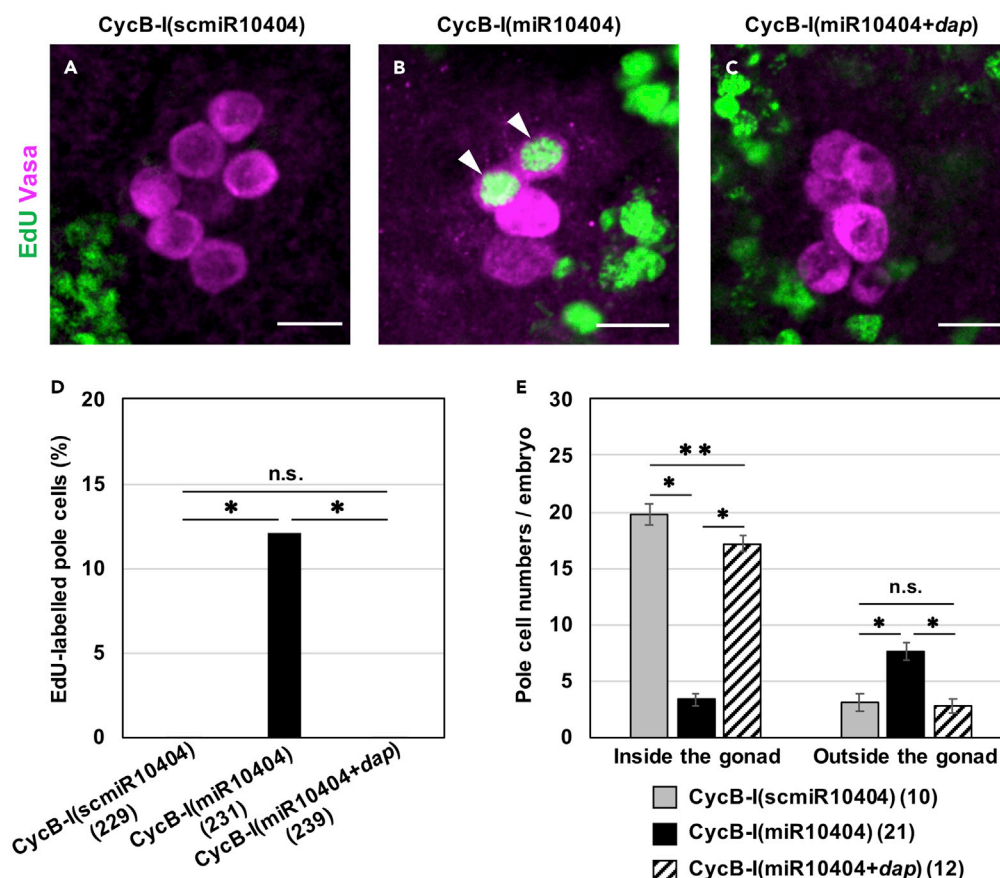 CycB-I(scmiR10404)
CycB-I(miR10404)
CycB-I(miR10404+dap)
EdU Vasa
A
B
C
D
EdU-labelled pole cells (%)
20
15
10
5
0
n.s.
*
*
CycB-I(scmiR10404)
(229)
CycB-I(miR10404)
(231)
CycB-I(miR10404+dap)
(239)
E
Pole cell numbers / embryo
30
25
20
15
10
5
0
**
*
*
n.s.
*
*
Inside the gonad
Outside the gonad
CycB-I(scmiR10404) (10)
CycB-I(miR10404) (21)
CycB-I(miR10404+dap) (12)